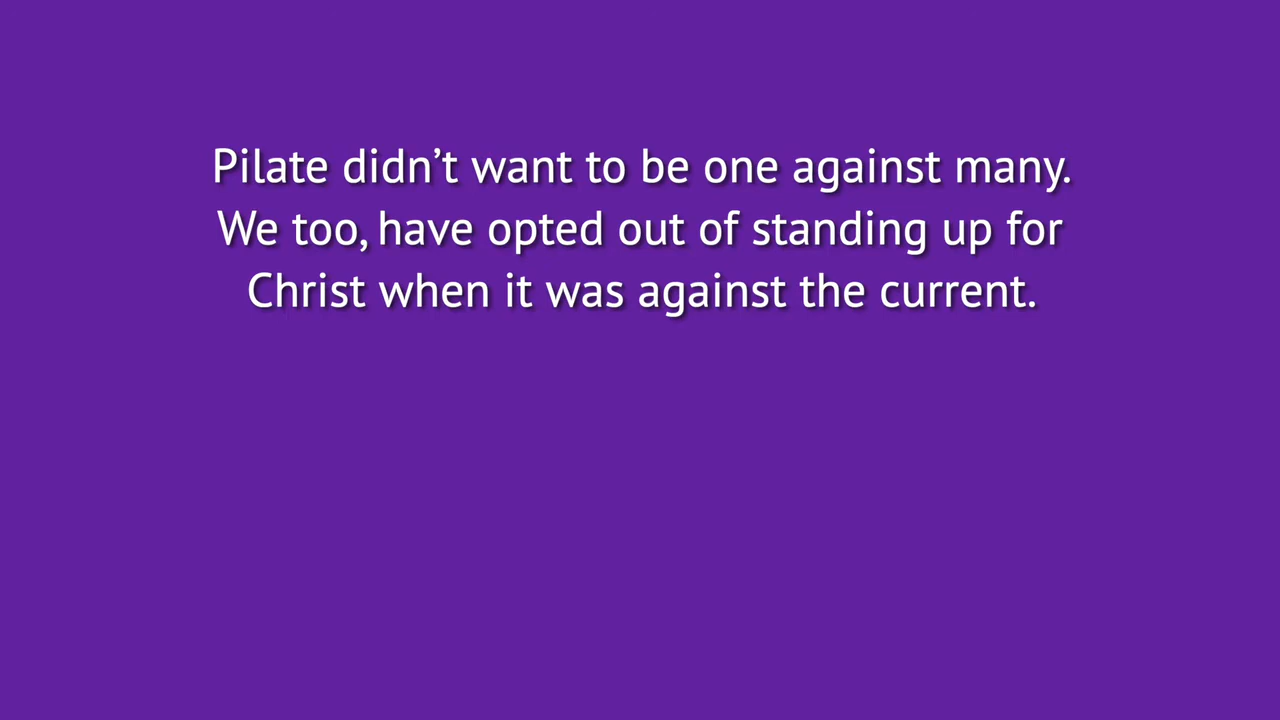 Pilate didn’t want to be one against many.
We too, have opted out of standing up for
Christ when it was against the current.